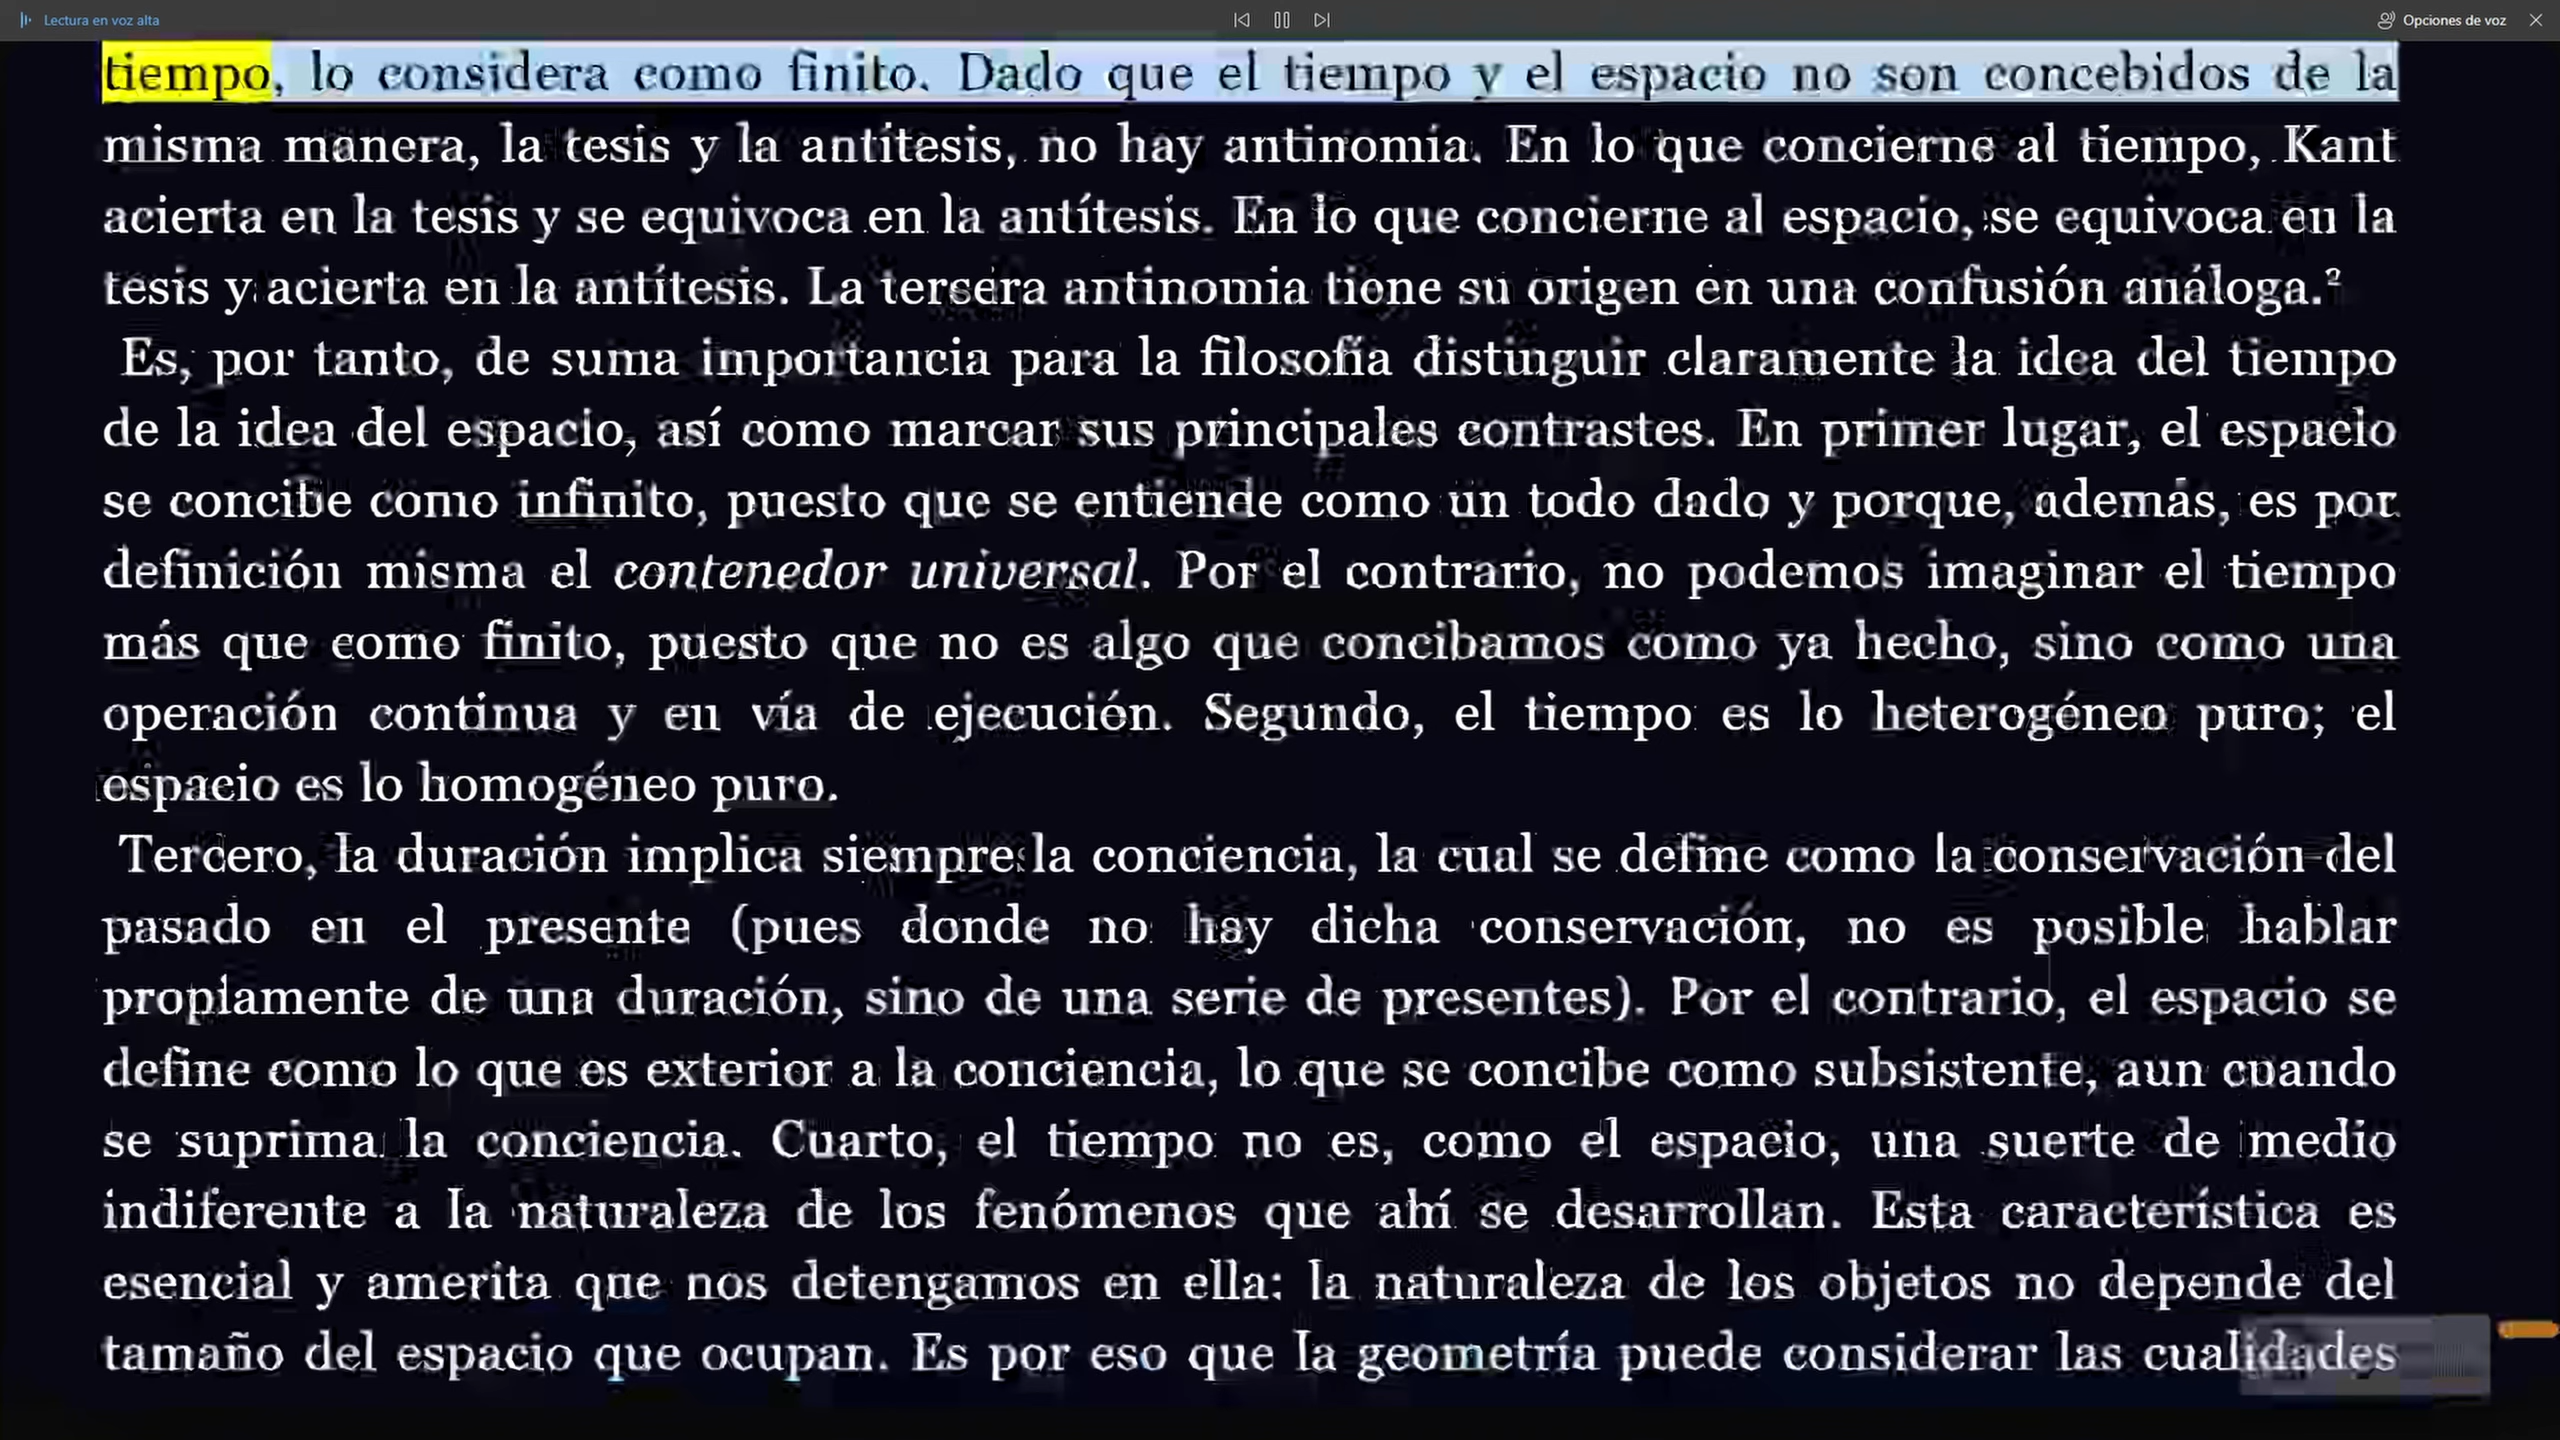 Lectura en voz alta
Opciones de voz
tiempo, lo considera como finito. Dado que el tiempo y el espacio no son concebidos de la
misma manera, la tesis y la antítesis, no hay antinomia. En lo que concierne al tiempo, Kant
acierta en la tesis y se equivoca en la antítesis. En lo que concierne al espacio, se equivoca en la
tesis y acierta en la antítesis. La tercera antinomia tiene su origen en una confusión análoga.²
Es, por tanto, de suma importancia para la filosofía distinguir claramente la idea del tiempo
de la idea del espacio, así como marcar sus principales contrastes. En primer lugar, el espacio
se concibe como infinito, puesto que se entiende como un todo dado y porque, además, es por
definición misma el contenedor universal. Por el contrario, no podemos imaginar el tiempo
más que como finito, puesto que no es algo que concibamos como ya hecho, sino como una
operación continua y en vía de ejecución. Segundo, el tiempo es lo heterogéneo puro; el
espacio es lo homogéneo puro.
Tercero, la duración implica siempre la conciencia, la cual se define como la conservación del
pasado en el presente (pues donde no hay dicha conservación, no es posible hablar
propiamente de una duración, sino de una serie de presentes). Por el contrario, el espacio se
define como lo que es exterior a la conciencia, lo que se concibe como subsistente, aun cuando
se suprima la conciencia. Cuarto, el tiempo no es, como el espacio, una suerte de medio
indiferente a la naturaleza de los fenómenos que ahí se desarrollan. Esta característica es
esencial y amerita que nos detengamos en ella: la naturaleza de los objetos no depende del
tamaño del espacio que ocupan. Es por eso que la geometría puede considerar las cualidades